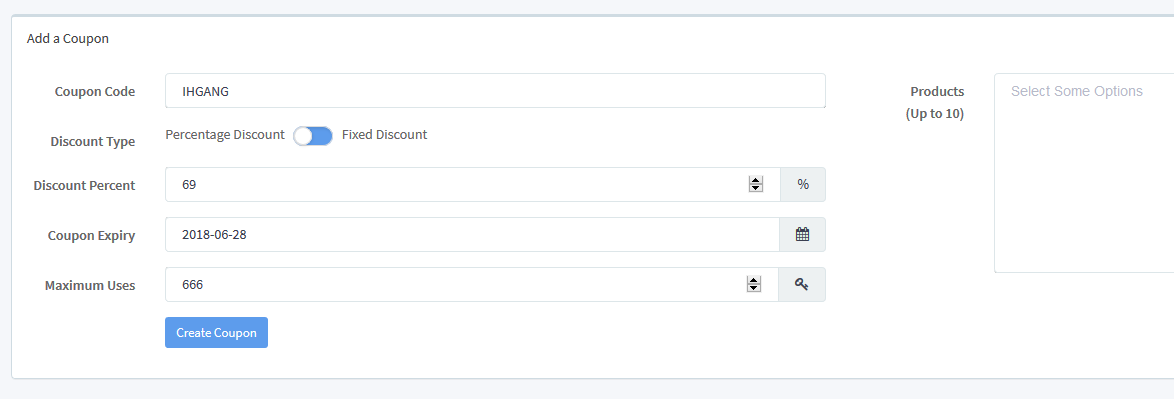 Add a Coupon
Coupon Code
IHGANG
Discount Type
Percentage Discount
Fixed Discount
Discount Percent
69
%
Coupon Expiry
2018-06-28
Maximum Uses
666
Create Coupon
Products
(Up to 10)
Select Some Options